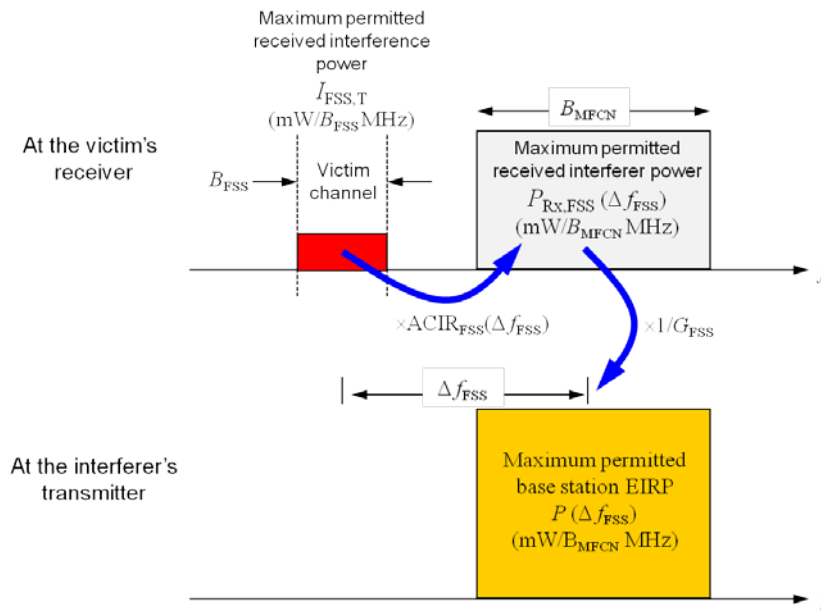 Maximum permitted
received interference
power
I_FSS,T
(mW/B_FSS MHz)
At the victim's
receiver
B_FSS
Victim
channel
B_MFCN
Maximum permitted
received interferer power
P_Rx,FSS (Δf_FSS)
(mW/B_MFCN MHz)
×ACIR_FSS(Δf_FSS)
×1/G_FSS
Δf_FSS
At the interferer's
transmitter
Maximum permitted
base station EIRP
P (Δf_FSS)
(mW/B_MFCN MHz)